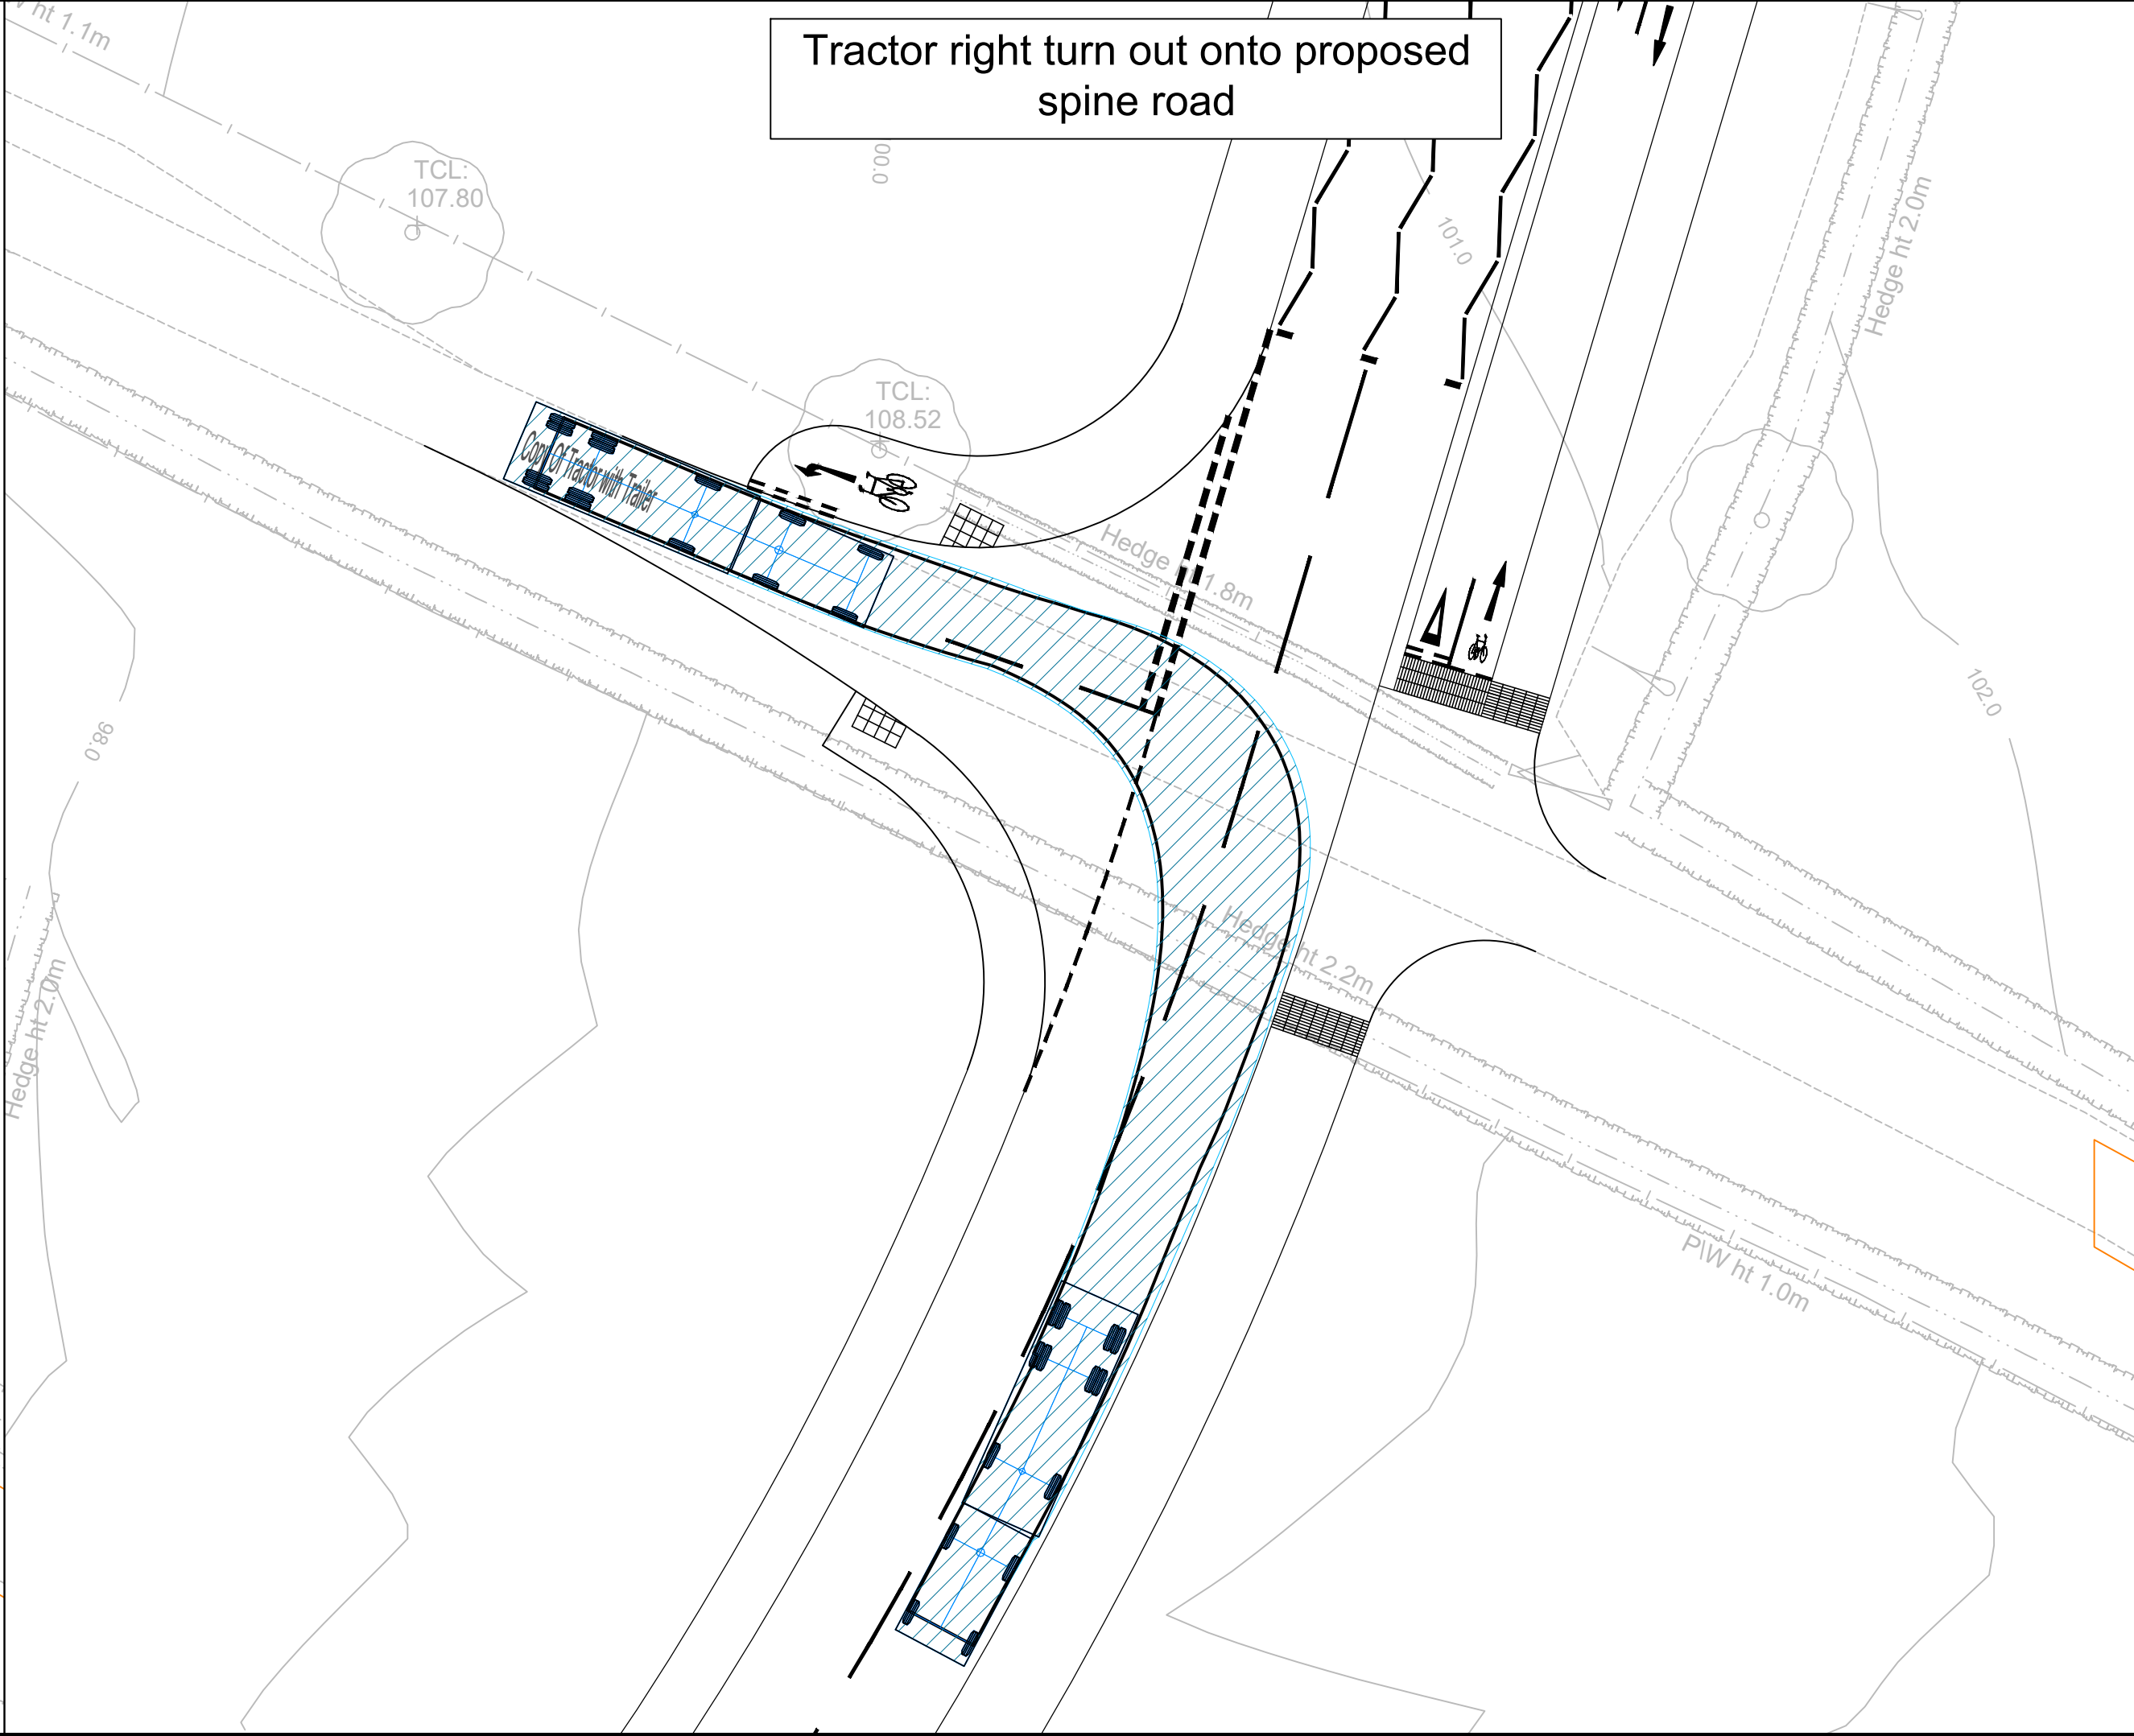 Tractor right turn out onto proposed
spine road
ht 1.1m
TCL:
107.80
00.0
101.0
Hedge ht 2.0m
TCL:
108.52
Copy Of Tractor with Trailer
Hedge ht 1.8m
102.0
98.0
Hedge ht 2.2m
Hedge ht 2.0m
P\W ht 1.0m